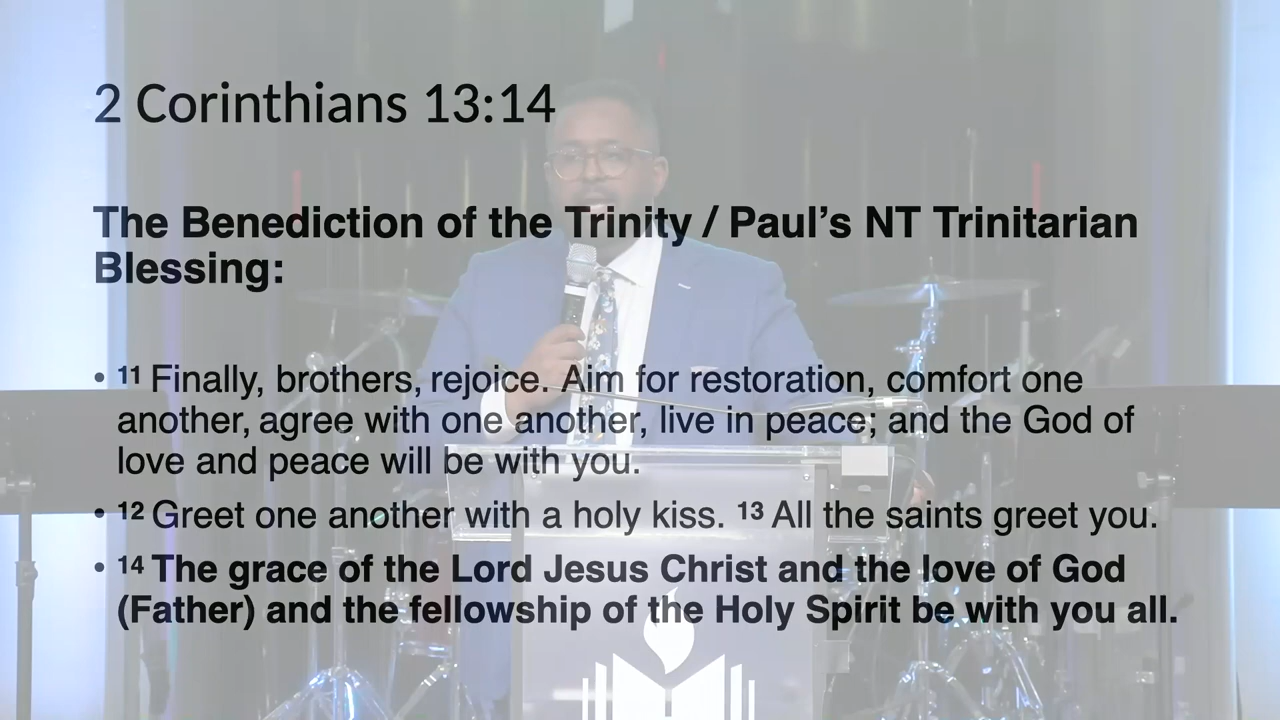 2 Corinthians 13:14
The Benediction of the Trinity / Paul’s NT Trinitarian
Blessing:
• ¹¹ Finally, brothers, rejoice. Aim for restoration, comfort one
another, agree with one another, live in peace; and the God of
love and peace will be with you.
• ¹² Greet one another with a holy kiss. ¹³ All the saints greet you.
• ¹⁴ The grace of the Lord Jesus Christ and the love of God
(Father) and the fellowship of the Holy Spirit be with you all.